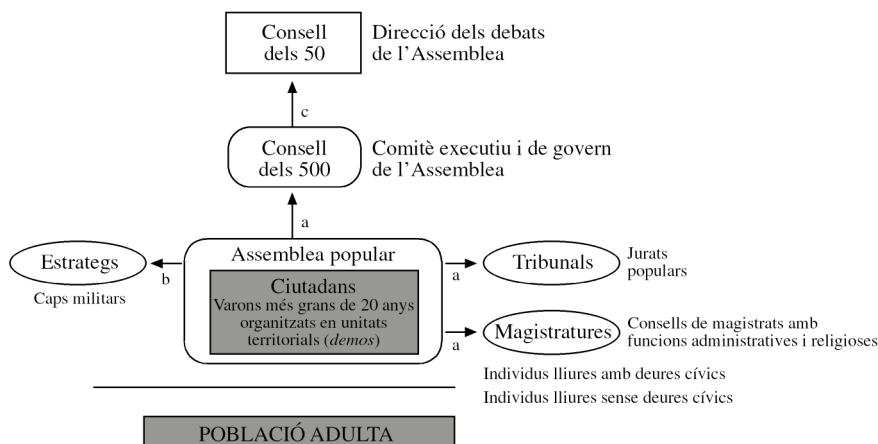 Consell
dels 50
Direcció dels debats
de l’Assemblea
c
Consell
dels 500
Comitè executiu i de govern
de l’Assemblea
a
Estrategs
Caps militars
b
Assemblea popular
Ciutadans
Varons més grans de 20 anys
organitzats en unitats
territorials (demos)
a
Tribunals
Jurats
populars
a
Magistratures
Consells de magistrats amb
funcions administratives i religioses
Individus lliures amb deures cívics
Individus lliures sense deures cívics
POBLACIÓ ADULTA